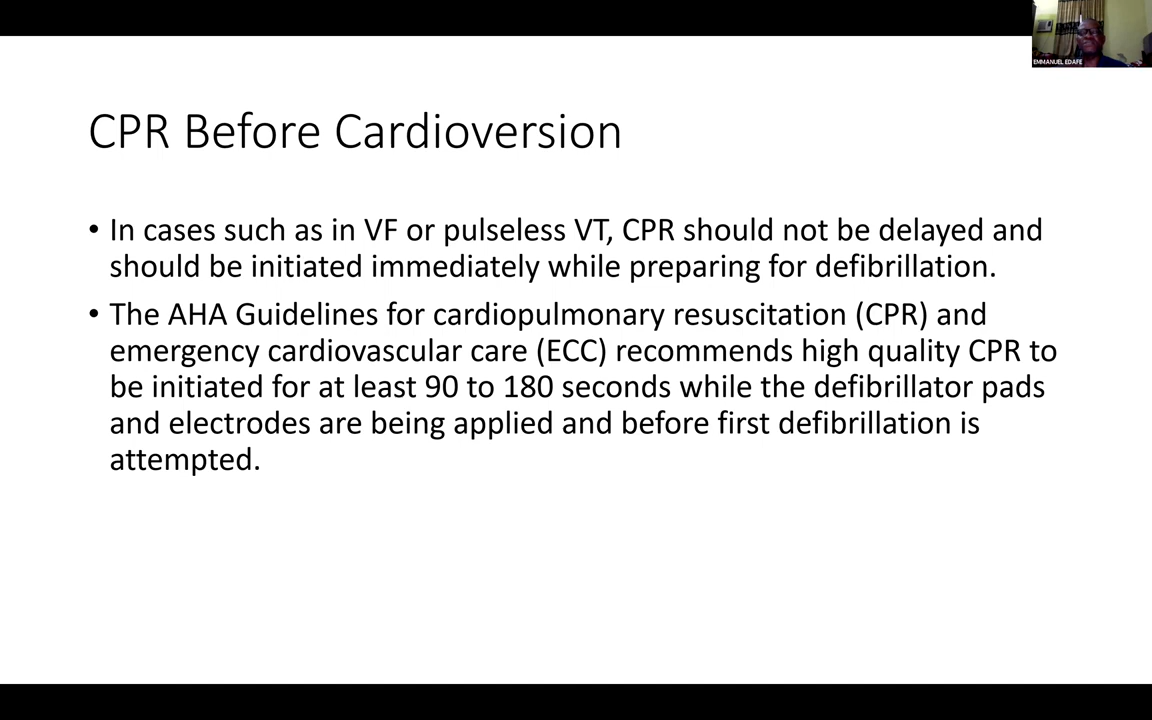 EMMANUEL EDAFE
CPR Before Cardioversion
• In cases such as in VF or pulseless VT, CPR should not be delayed and
should be initiated immediately while preparing for defibrillation.
• The AHA Guidelines for cardiopulmonary resuscitation (CPR) and
emergency cardiovascular care (ECC) recommends high quality CPR to
be initiated for at least 90 to 180 seconds while the defibrillator pads
and electrodes are being applied and before first defibrillation is
attempted.